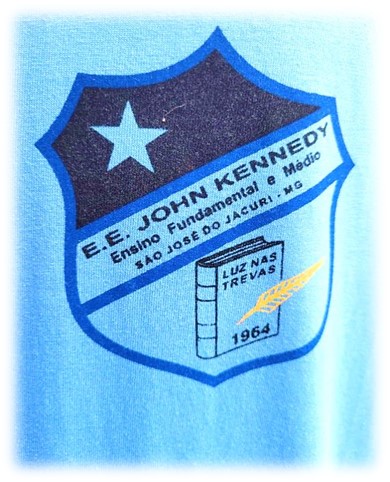 E.E. JOHN KENNEDY
Ensino Fundamental e Médio
SÃO JOSÉ DO JACURI - MG
LUZ NAS
TREVAS
1964